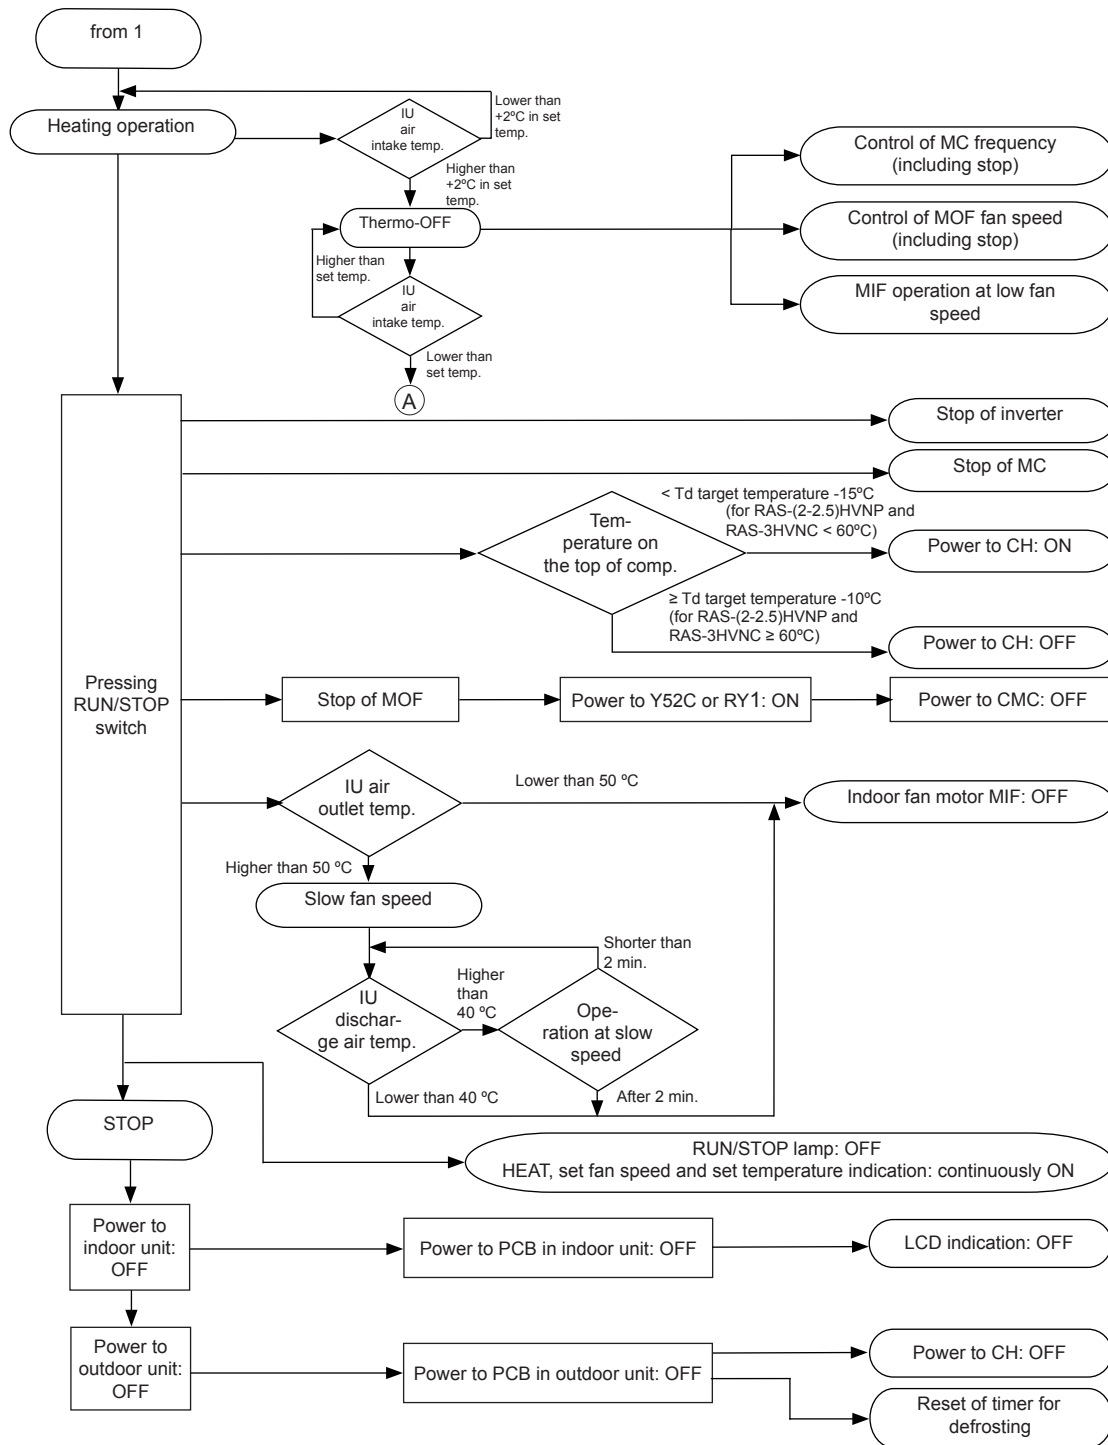 from 1
Heating operation
IU
air
intake temp.
Lower than
+2ºC in set
temp.
Higher than
+2ºC in set
temp.
Control of MC frequency
(including stop)
Thermo-OFF
Control of MOF fan speed
(including stop)
Higher than
set temp.
IU
air
intake temp.
MIF operation at low fan
speed
Lower than
set temp.
A
Stop of inverter
Stop of MC
Pressing
RUN/STOP
switch
Tem-
perature on
the top of comp.
< Td target temperature -15ºC
(for RAS-(2-2.5)HVNP and
RAS-3HVNC < 60ºC)
Power to CH: ON
≥ Td target temperature -10ºC
(for RAS-(2-2.5)HVNP and
RAS-3HVNC ≥ 60ºC)
Power to CH: OFF
Stop of MOF
Power to Y52C or RY1: ON
Power to CMC: OFF
IU air
outlet temp.
Lower than 50 ºC
Indoor fan motor MIF: OFF
Higher than 50 ºC
Slow fan speed
Shorter than
2 min.
IU
dischar-
ge air temp.
Higher
than
40 ºC
Ope-
ration at slow
speed
Lower than 40 ºC
After 2 min.
STOP
RUN/STOP lamp: OFF
HEAT, set fan speed and set temperature indication: continuously ON
Power to
indoor unit:
OFF
Power to PCB in indoor unit: OFF
LCD indication: OFF
Power to
outdoor unit:
OFF
Power to PCB in outdoor unit: OFF
Power to CH: OFF
Reset of timer for
defrosting